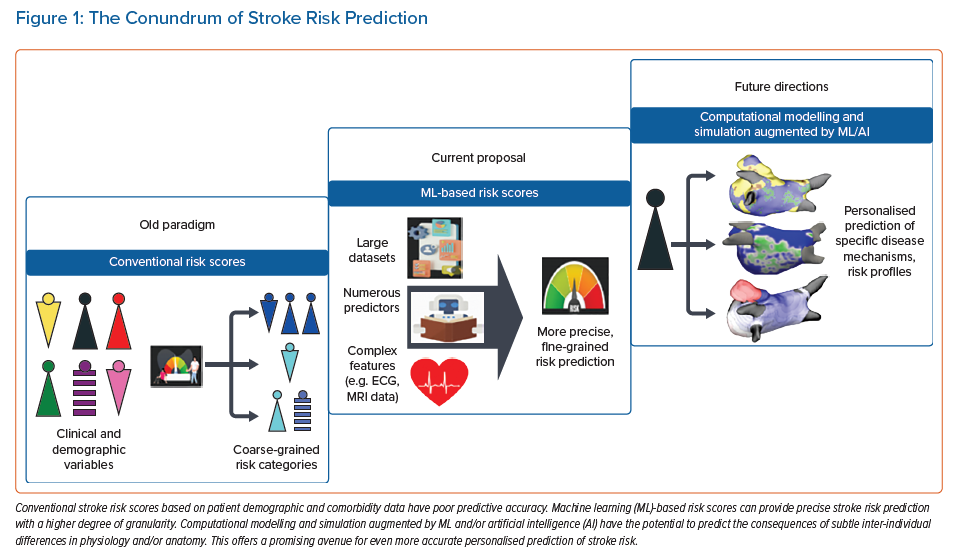 Figure 1: The Conundrum of Stroke Risk Prediction
Old paradigm
Conventional risk scores
Clinical and
demographic
variables
Coarse-grained
risk categories
Current proposal
ML-based risk scores
Large
datasets
Numerous
predictors
Complex
features
(e.g. ECG,
MRI data)
More precise,
fine-grained
risk prediction
Future directions
Computational modelling and
simulation augmented by ML/AI
Personalised
prediction of
specific disease
mechanisms,
risk profiles
Conventional stroke risk scores based on patient demographic and comorbidity data have poor predictive accuracy. Machine learning (ML)-based risk scores can provide precise stroke risk prediction
with a higher degree of granularity. Computational modelling and simulation augmented by ML and/or artificial intelligence (AI) have the potential to predict the consequences of subtle inter-individual
differences in physiology and/or anatomy. This offers a promising avenue for even more accurate personalised prediction of stroke risk.